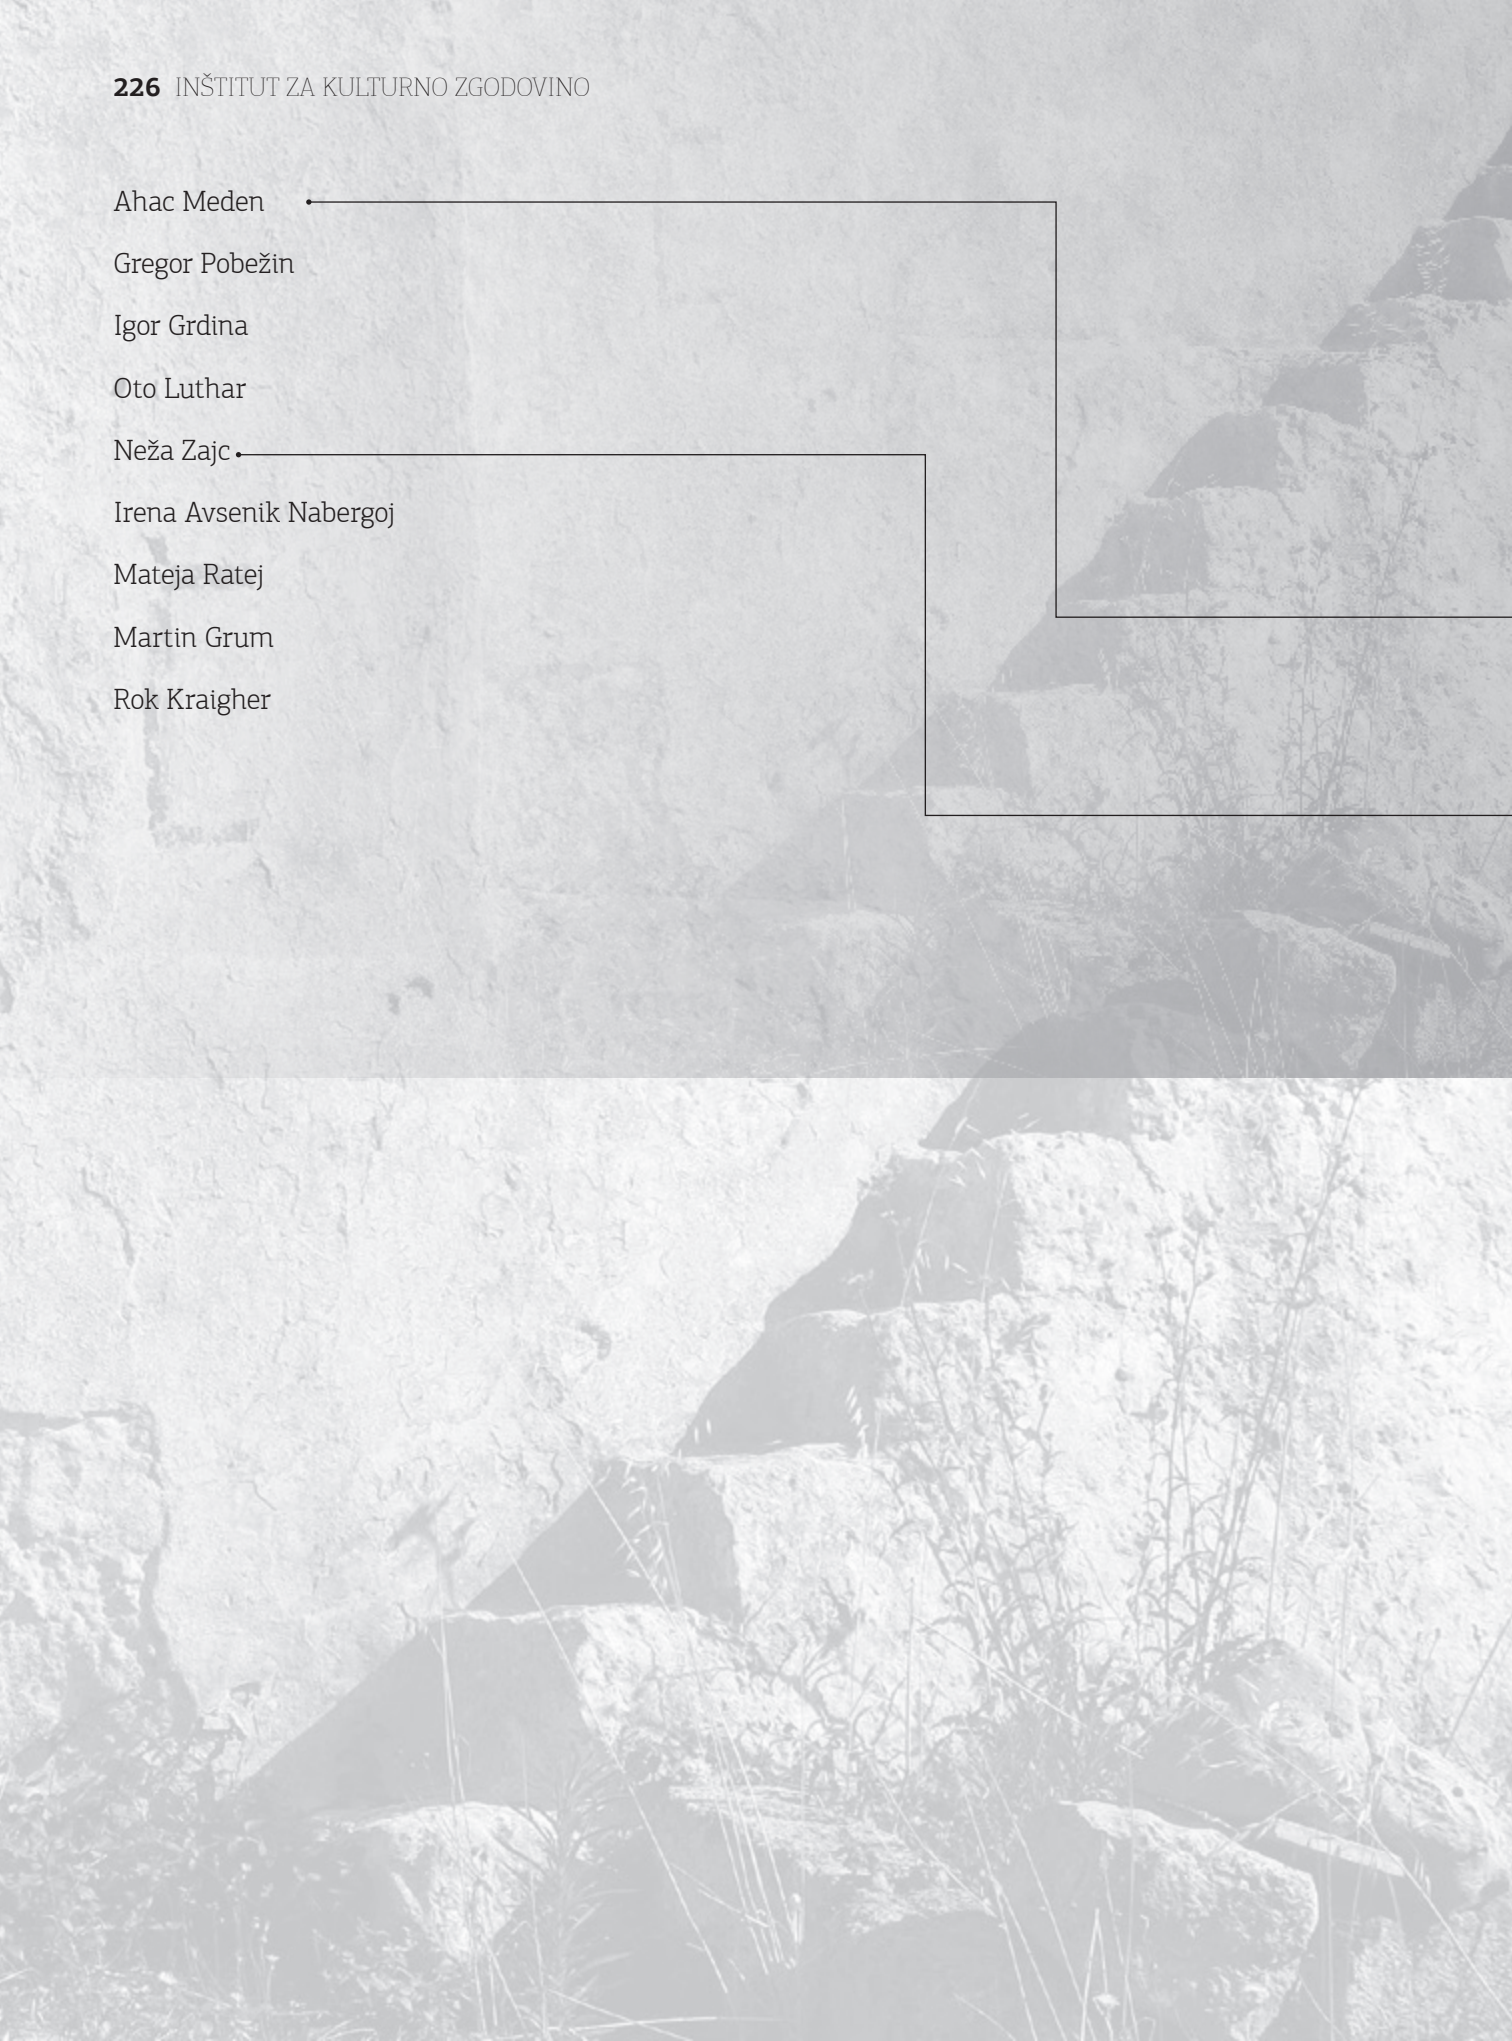 226 INŠTITUT ZA KULTURNO ZGODOVINO
Ahac Meden
Gregor Pobežin
Igor Grdina
Oto Luthar
Neža Zajc
Irena Avsenik Nabergoj
Mateja Ratej
Martin Grum
Rok Kraigher